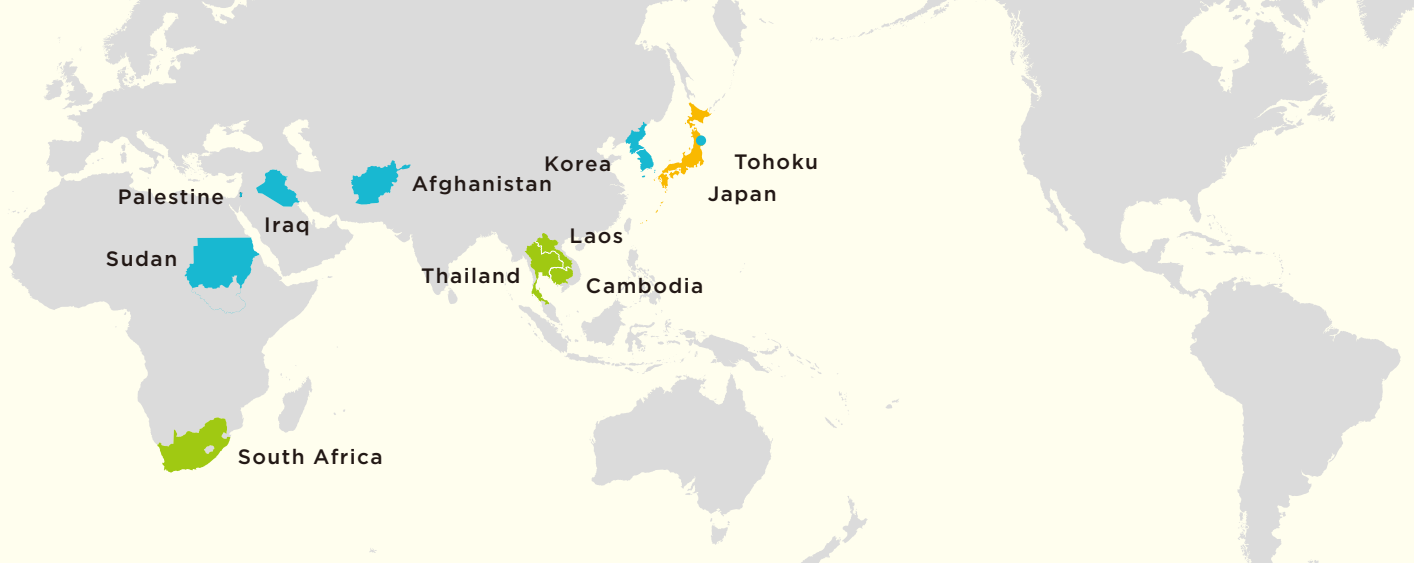 Korea
Tohoku
Afghanistan
Japan
Palestine
Iraq
Laos
Sudan
Thailand
Cambodia
South Africa